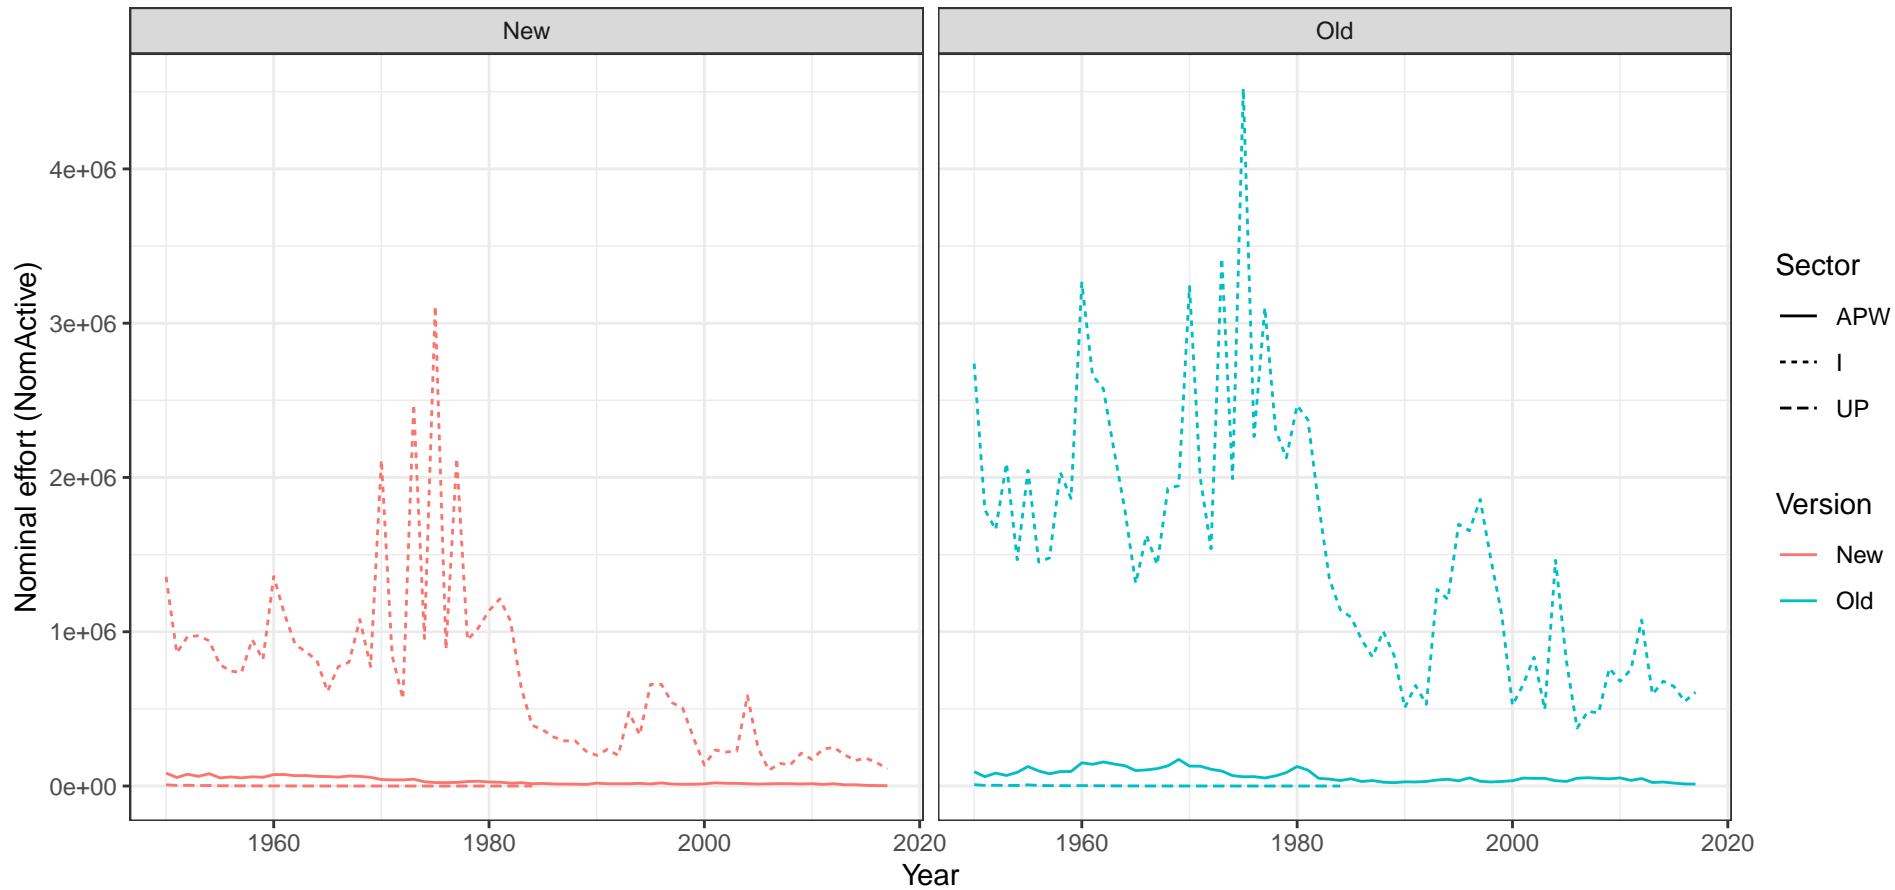 New
Old
4e+06
3e+06
2e+06
1e+06
0e+00
Nominal effort (NomActive)
1960
1980
2000
2020
1960
1980
2000
2020
Year
Sector
APW
I
UP
Version
New
Old